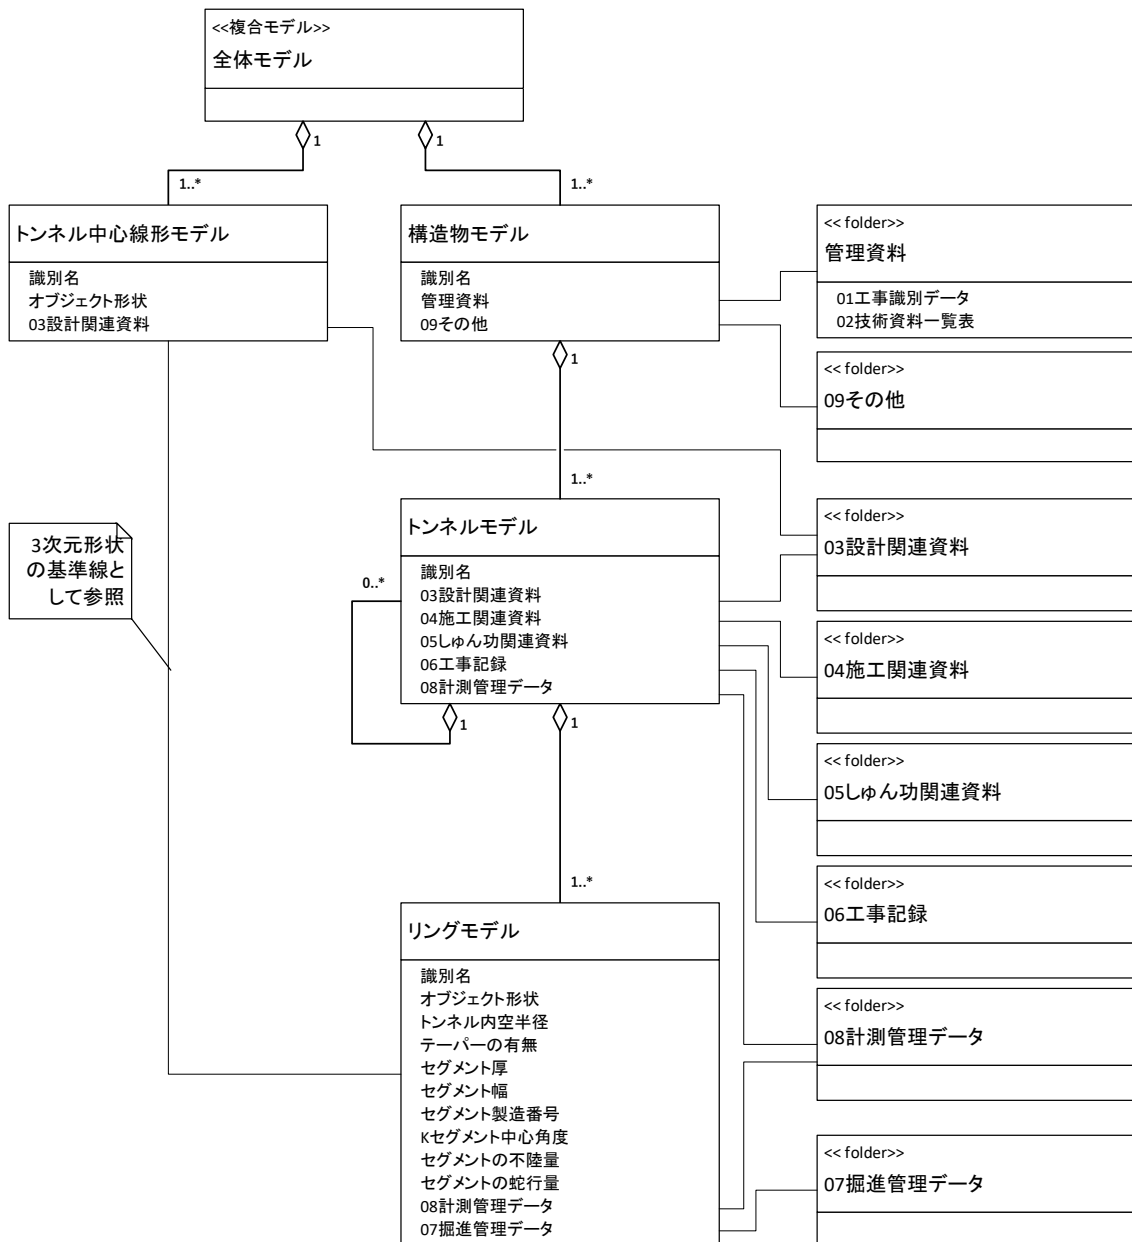 <<複合モデル>>
全体モデル
1
1
1..*
1..*
トンネル中心線形モデル
識別名
オブジェクト形状
03設計関連資料
構造物モデル
識別名
管理資料
09その他
1
<< folder>>
管理資料
01工事識別データ
02技術資料一覧表
<< folder>>
09その他
1..*
3次元形状
の基準線と
して参照
0..*
トンネルモデル
識別名
03設計関連資料
04施工関連資料
05しゅん功関連資料
06工事記録
08計測管理データ
1
1
<< folder>>
03設計関連資料
<< folder>>
04施工関連資料
<< folder>>
05しゅん功関連資料
<< folder>>
06工事記録
1..*
リングモデル
識別名
オブジェクト形状
トンネル内空半径
テーパーの有無
セグメント厚
セグメント幅
セグメント製造番号
Kセグメント中心角度
セグメントの不陸量
セグメントの蛇行量
08計測管理データ
07掘進管理データ
<< folder>>
08計測管理データ
<< folder>>
07掘進管理データ